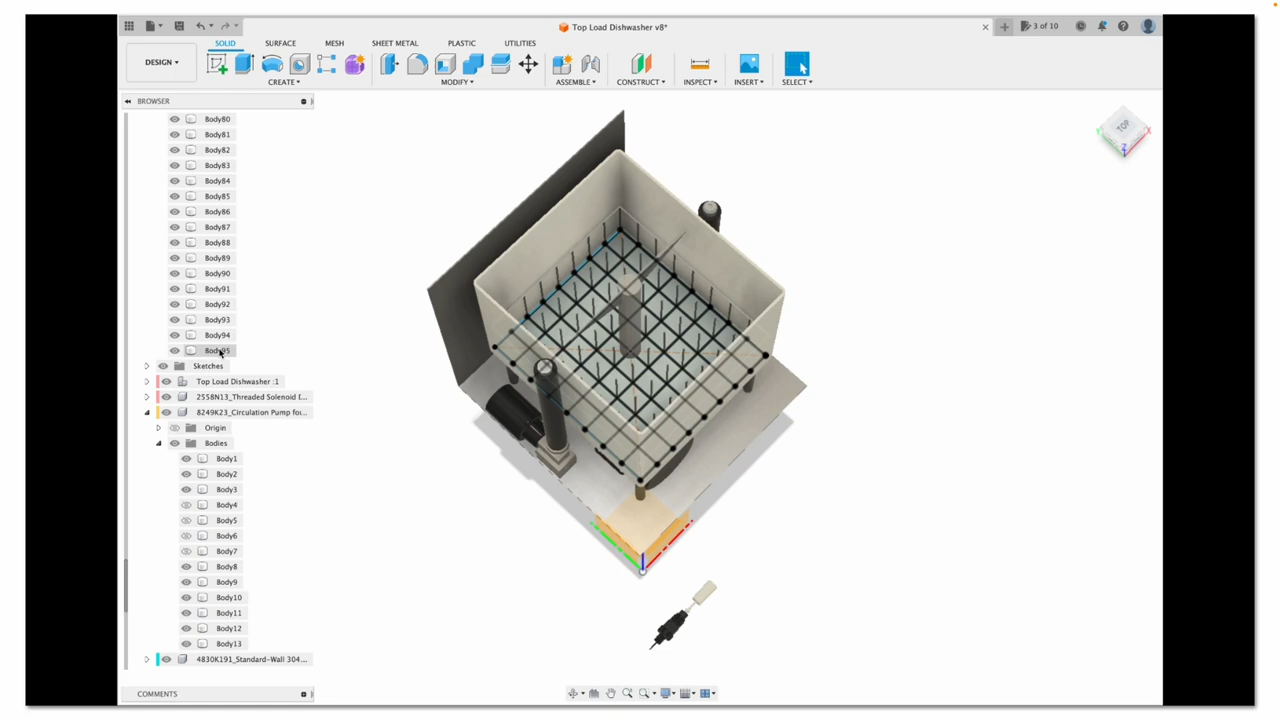 Top Load Dishwasher v8*
3 of 10
SOLID
SURFACE
MESH
SHEET METAL
PLASTIC
UTILITIES
DESIGN
CREATE
MODIFY
ASSEMBLE
CONSTRUCT
INSPECT
INSERT
SELECT
BROWSER
TOP
Z
X
Body80
Body81
Body82
Body83
Body84
Body85
Body86
Body87
Body88
Body89
Body90
Body91
Body92
Body93
Body94
Body95
Sketches
Top Load Dishwasher :1
2558N13_Threaded Solenoid D...
8249K23_Circulation Pump fo...
Origin
Bodies
Body1
Body2
Body3
Body4
Body5
Body6
Body7
Body8
Body9
Body10
Body11
Body12
Body13
4830K191_Standard-Wall 304...
COMMENTS